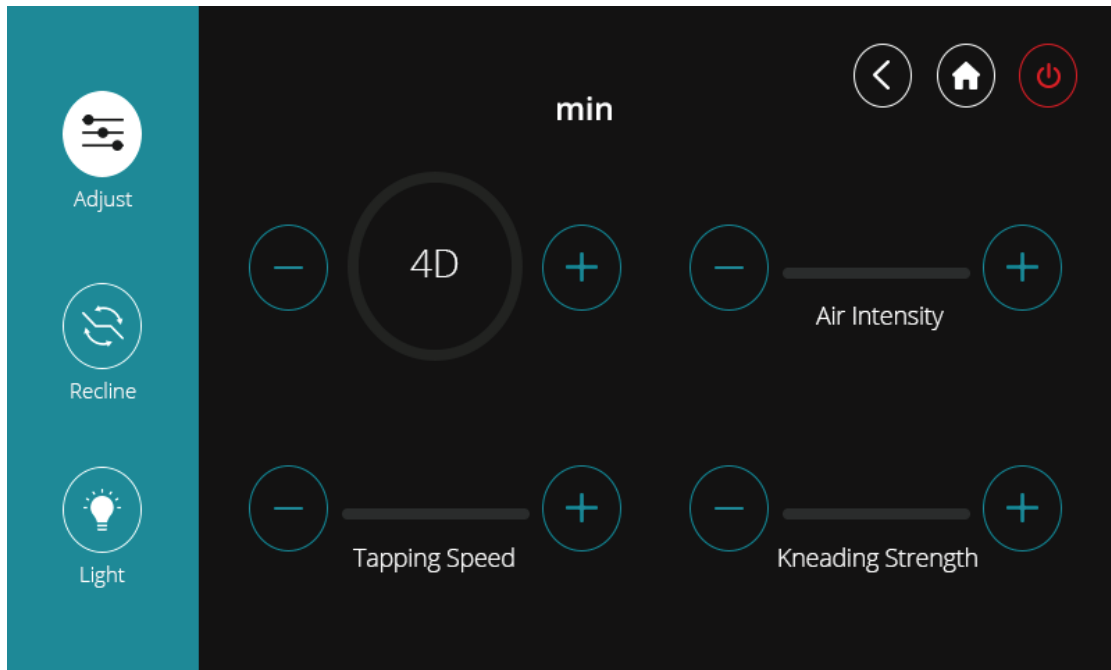 min
Adjust
4D
Air Intensity
Recline
Tapping Speed
Kneading Strength
Light